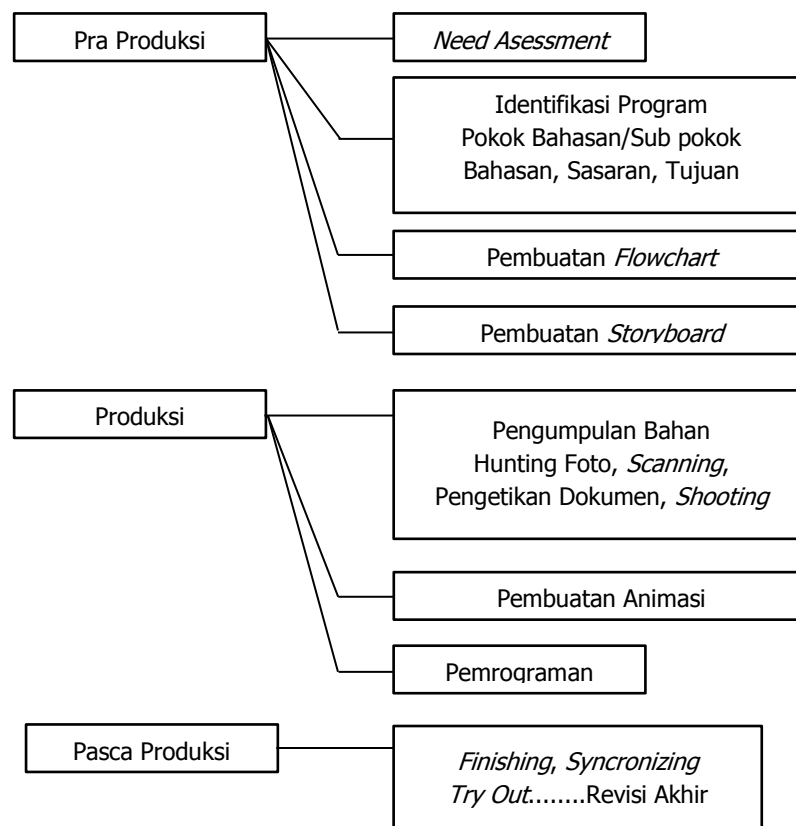 Pra Produksi
Need Asessment
Identifikasi Program
Pokok Bahasan/Sub pokok
Bahasan, Sasaran, Tujuan
Pembuatan Flowchart
Pembuatan Storyboard
Produksi
Pengumpulan Bahan
Hunting Foto, Scanning,
Pengetikan Dokumen, Shooting
Pembuatan Animasi
Pemrograman
Pasca Produksi
Finishing, Syncronizing
Try Out........Revisi Akhir